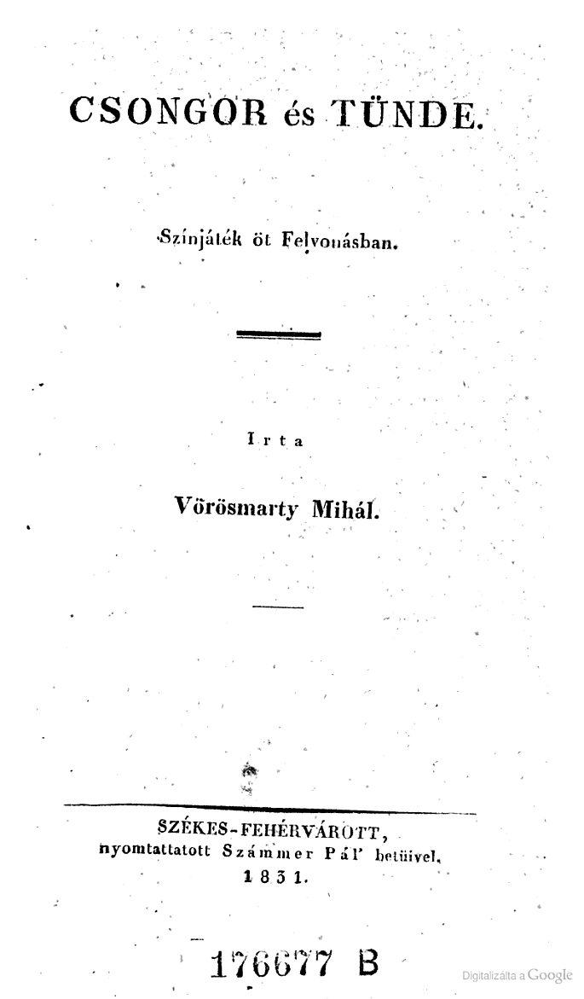 CSONGOR és TÜNDE.
Színjáték öt Felvonásban.
Irta
Vörösmarty Mihál.
SZÉKES-FEHÉRVÁROTT,
nyomtattatott Számmer Pál' betüivel.
1831.
176677 B
Digitalizálta a Google